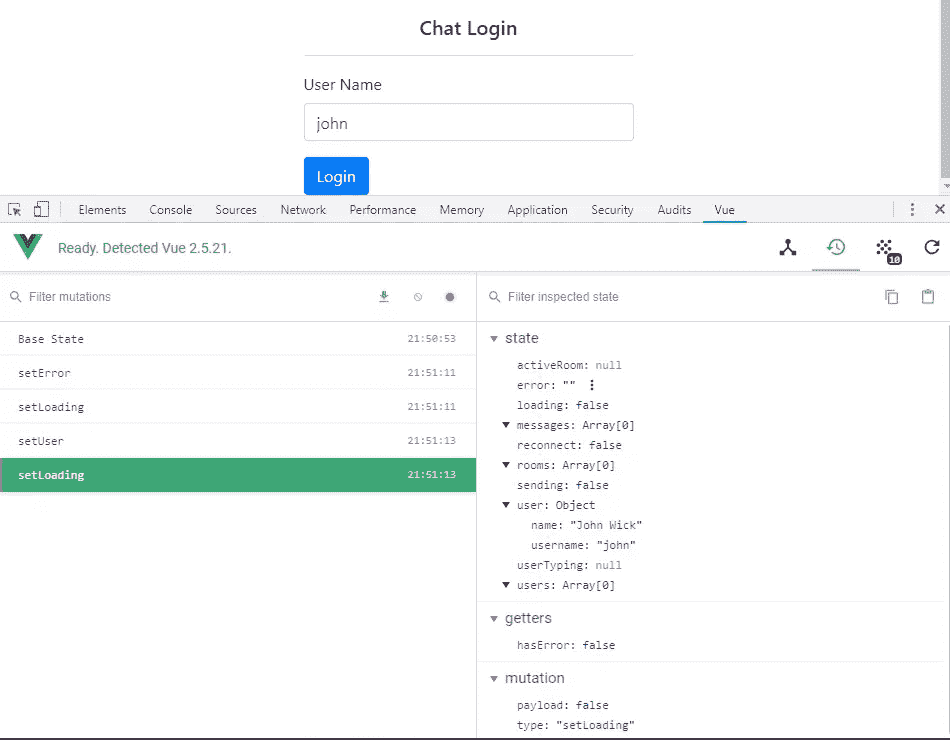 Chat Login
User Name
john
Login
Elements Console Sources Network Performance Memory Application Security Audits Vue
Ready. Detected Vue 2.5.21.
10
Filter mutations
Filter inspected state
Base State 21:50:53
setError 21:51:11
setLoading 21:51:11
setUser 21:51:13
setLoading 21:51:13
state
activeRoom: null
error: ""
loading: false
messages: Array[0]
reconnect: false
rooms: Array[0]
sending: false
user: Object
name: "John Wick"
username: "john"
userTyping: null
users: Array[0]
getters
hasError: false
mutation
payload: false
type: "setLoading"